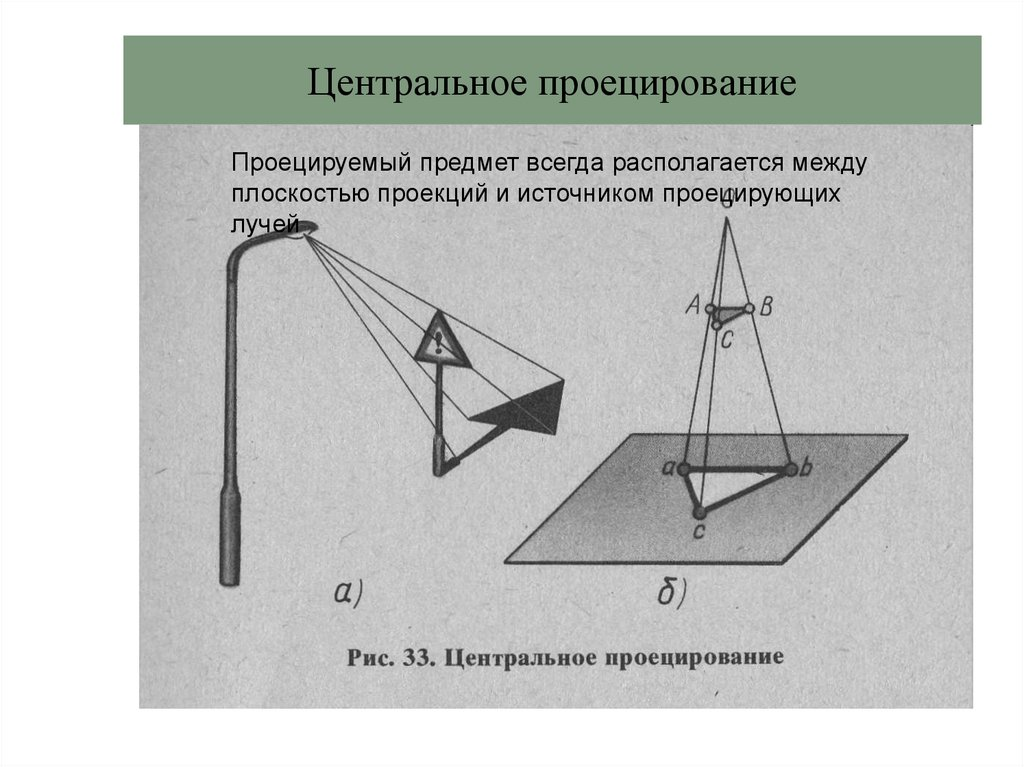 Центральное проецирование
Проецируемый предмет всегда располагается между
плоскостью проекций и источником проецирующих
лучей
!
A
B
C
a
b
c
а)
б)
Рис. 33. Центральное проецирование